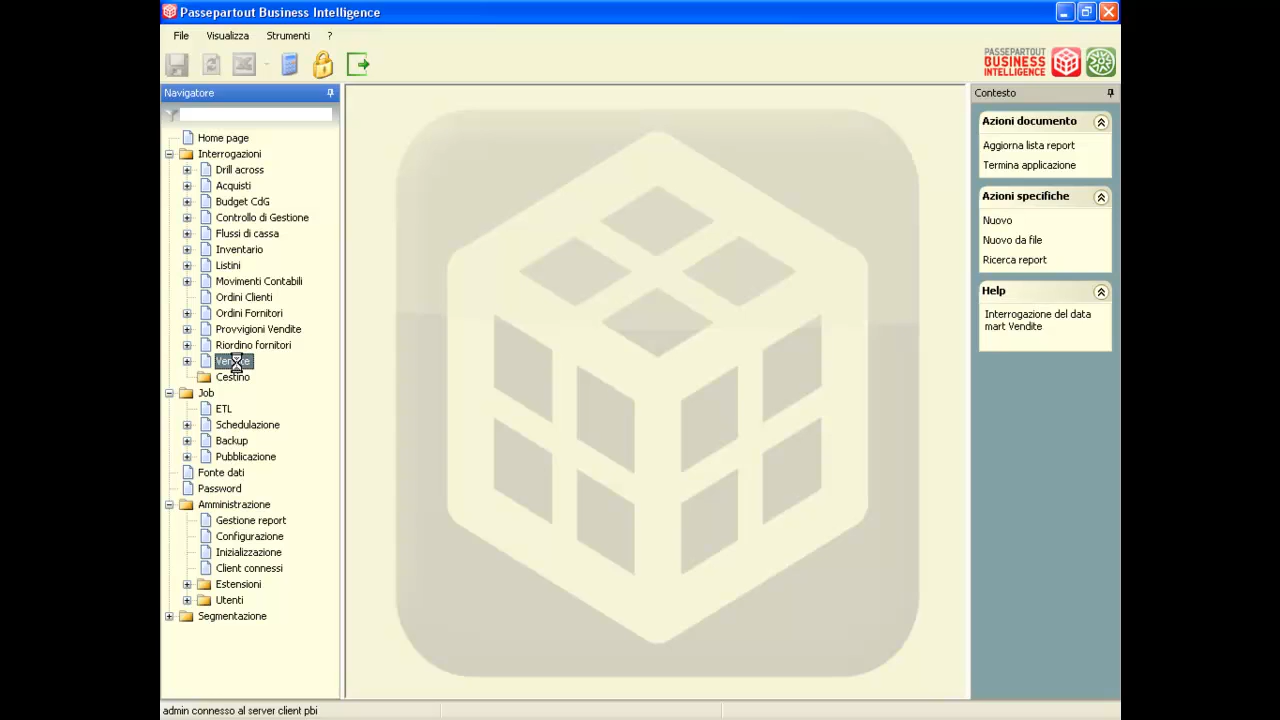 Passepartout Business Intelligence
File Visualizza Strumenti ?
PASSEPARTOUT
BUSINESS
INTELLIGENCE
Navigatore
Home page
Interrogazioni
Drill across
Acquisti
Budget CdG
Controllo di Gestione
Flussi di cassa
Inventario
Listini
Movimenti Contabili
Ordini Clienti
Ordini Fornitori
Provvigioni Vendite
Riordino fornitori
Vendite
Cestino
Job
ETL
Schedulazione
Backup
Pubblicazione
Fonte dati
Password
Amministrazione
Gestione report
Configurazione
Inizializzazione
Client connessi
Estensioni
Utenti
Segmentazione
Contesto
Azioni documento
Aggiorna lista report
Termina applicazione
Azioni specifiche
Nuovo
Nuovo da file
Ricerca report
Help
Interrogazione del data
mart Vendite
admin connesso al server client pbi